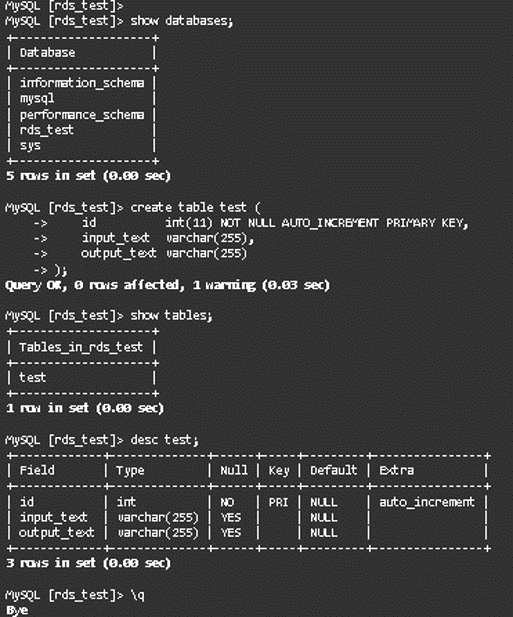 MySQL [rds_test]>
MySQL [rds_test]> show databases;
+--------------------+
| Database           |
+--------------------+
| information_schema |
| mysql              |
| performance_schema |
| rds_test           |
| sys                |
+--------------------+
5 rows in set (0.00 sec)
MySQL [rds_test]> create table test (
    ->     id          int(11) NOT NULL AUTO_INCREMENT PRIMARY KEY,
    ->     input_text  varchar(255),
    ->     output_text varchar(255)
    -> );
Query OK, 0 rows affected, 1 warning (0.03 sec)
MySQL [rds_test]> show tables;
+--------------------+
| Tables_in_rds_test |
+--------------------+
| test               |
+--------------------+
1 row in set (0.00 sec)
MySQL [rds_test]> desc test;
+-------------+--------------+------+-----+---------+----------------+
| Field       | Type         | Null | Key | Default | Extra          |
+-------------+--------------+------+-----+---------+----------------+
| id          | int          | NO   | PRI | NULL    | auto_increment |
| input_text  | varchar(255) | YES  |     | NULL    |                |
| output_text | varchar(255) | YES  |     | NULL    |                |
+-------------+--------------+------+-----+---------+----------------+
3 rows in set (0.00 sec)
MySQL [rds_test]> \q
Bye